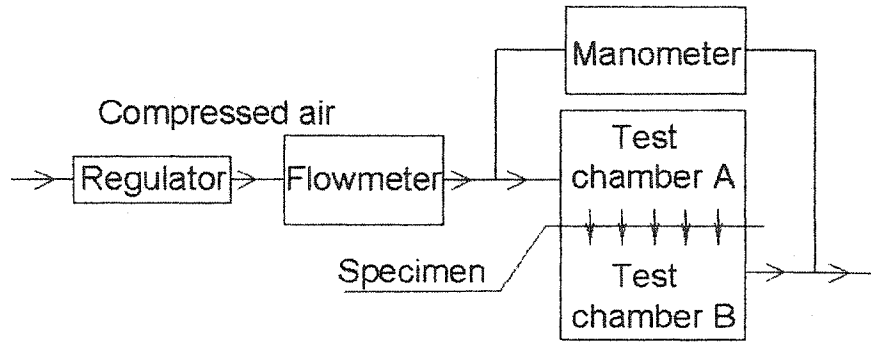 Manometer
Compressed air
Regulator
Flowmeter
Test
chamber A
Specimen
Test
chamber B